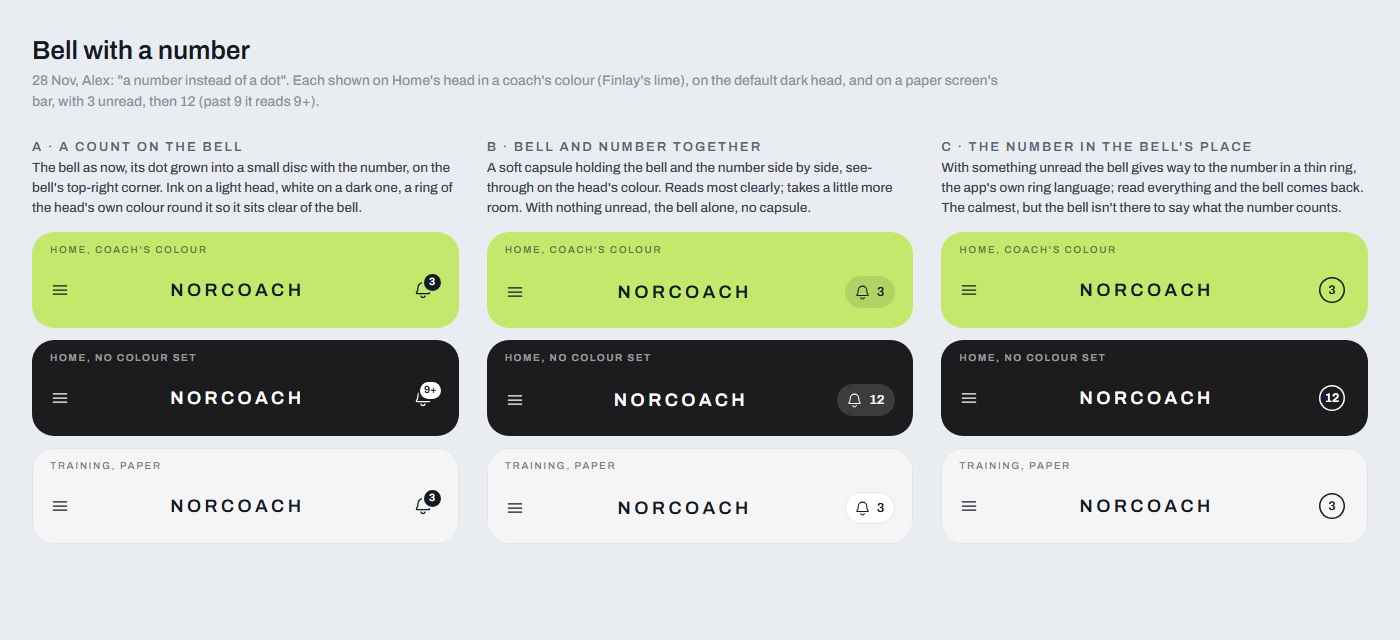 Bell with a number
28 Nov, Alex: "a number instead of a dot". Each shown on Home's head in a coach's colour (Finlay's lime), on the default dark head, and on a paper screen's
bar, with 3 unread, then 12 (past 9 it reads 9+).
A · A COUNT ON THE BELL
The bell as now, its dot grown into a small disc with the number, on the
bell's top-right corner. Ink on a light head, white on a dark one, a ring of
the head's own colour round it so it sits clear of the bell.
HOME, COACH'S COLOUR
NORCOACH
3
HOME, NO COLOUR SET
NORCOACH
9+
TRAINING, PAPER
NORCOACH
3
B · BELL AND NUMBER TOGETHER
A soft capsule holding the bell and the number side by side, see-
through on the head's colour. Reads most clearly; takes a little more
room. With nothing unread, the bell alone, no capsule.
HOME, COACH'S COLOUR
NORCOACH
3
HOME, NO COLOUR SET
NORCOACH
12
TRAINING, PAPER
NORCOACH
3
C · THE NUMBER IN THE BELL'S PLACE
With something unread the bell gives way to the number in a thin ring,
the app's own ring language; read everything and the bell comes back.
The calmest, but the bell isn't there to say what the number counts.
HOME, COACH'S COLOUR
NORCOACH
3
HOME, NO COLOUR SET
NORCOACH
12
TRAINING, PAPER
NORCOACH
3